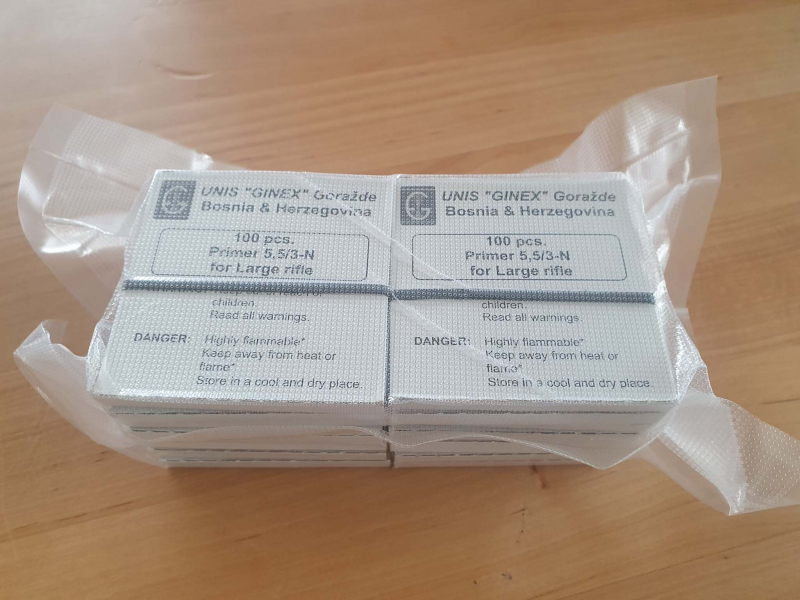 UNIS "GINEX" Goražde
Bosnia & Herzegovina
100 pcs.
Primer 5,5/3-N
for Large rifle
children.
Read all warnings.
DANGER: Highly flammable*
Keep away from heat or
flame*
Store in a cool and dry place.
UNIS "GINEX" Goražde
Bosnia & Herzegovina
100 pcs.
Primer 5,5/3-N
for Large rifle
children.
Read all warnings.
DANGER: Highly flammable*
Keep away from heat or
flame*
Store in a cool and dry place.